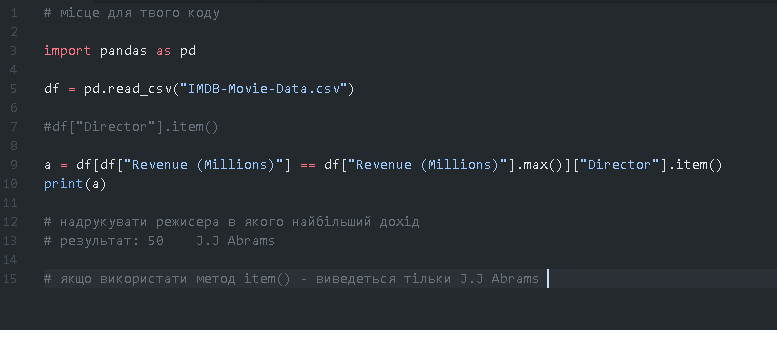 1 # місце для твого коду
2
3 import pandas as pd
4
5 df = pd.read_csv("IMDB-Movie-Data.csv")
6
7 #df["Director"].item()
8
9 a = df[df["Revenue (Millions)"] == df["Revenue (Millions)"].max()]["Director"].item()
10 print(a)
11
12 # надрукувати режисера в якого найбільший дохід
13 # результат: 50    J.J Abrams
14
15 # якщо використати метод item() - виведеться тільки J.J Abrams